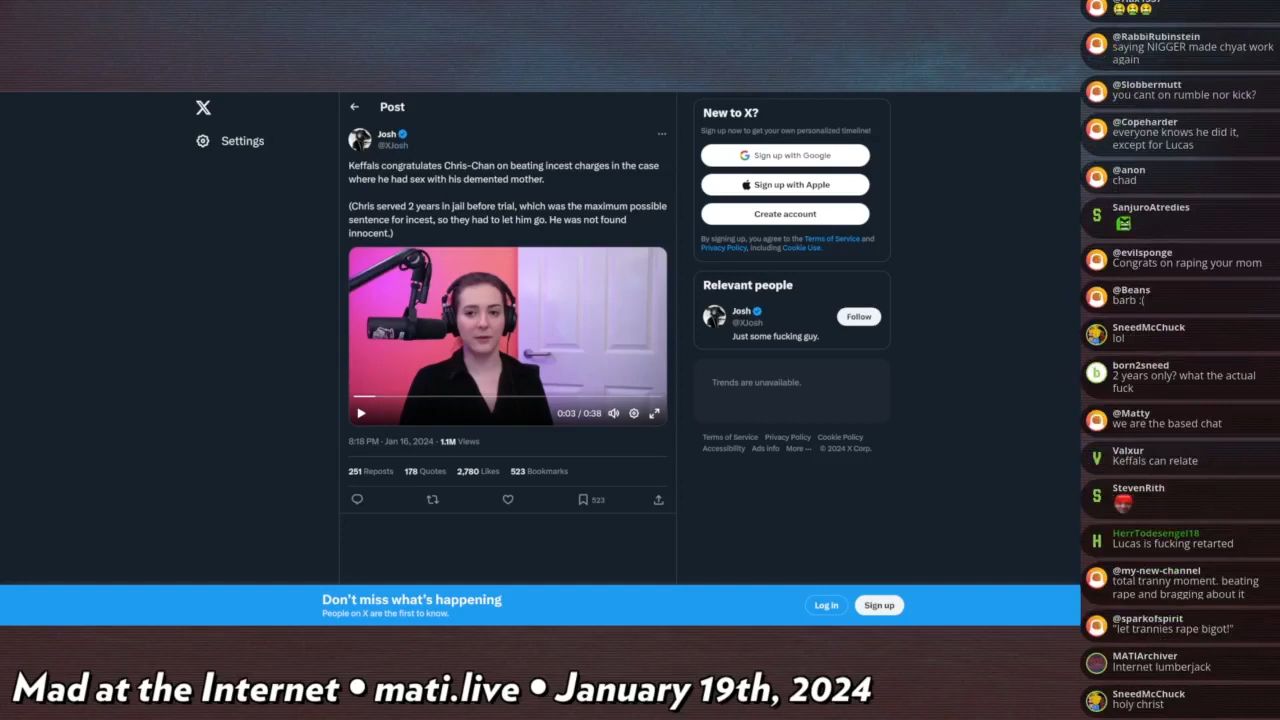 Settings
Post
Josh
@XJosh
Keffals congratulates Chris-Chan on beating incest charges in the case
where he had sex with his demented mother.
(Chris served 2 years in jail before trial, which was the maximum possible
sentence for incest, so they had to let him go. He was not found
innocent.)
0:03 / 0:38
8:18 PM · Jan 16, 2024 · 1.1M Views
251 Reposts 178 Quotes 2,780 Likes 523 Bookmarks
523
New to X?
Sign up now to get your own personalized timeline!
Sign up with Google
Sign up with Apple
Create account
By signing up, you agree to the Terms of Service and
Privacy Policy, including Cookie Use.
Relevant people
Josh
@XJosh
Follow
Just some fucking guy.
Trends are unavailable.
Terms of Service Privacy Policy Cookie Policy
Accessibility Ads info More ··· © 2024 X Corp.
Don't miss what's happening
People on X are the first to know.
Log in
Sign up
Mad at the Internet • mati.live • January 19th, 2024
@RabbiRubinstein
saying NIGGER made chyat work
again
@Slobbermutt
you cant on rumble nor kick?
@Copeharder
everyone knows he did it,
except for Lucas
@anon
chad
S
SanjuroAtredies
@evilsponge
Congrats on raping your mom
@Beans
barb :(
SneedMcChuck
lol
b
born2sneed
2 years only? what the actual
fuck
@Matty
we are the based chat
V
Valxur
Keffals can relate
S
StevenRith
H
HerrTodesengel18
Lucas is fucking retarted
@my-new-channel
total tranny moment. beating
rape and bragging about it
@sparkofspirit
"let trannies rape bigot!"
MATIArchiver
Internet lumberjack
SneedMcChuck
holy christ